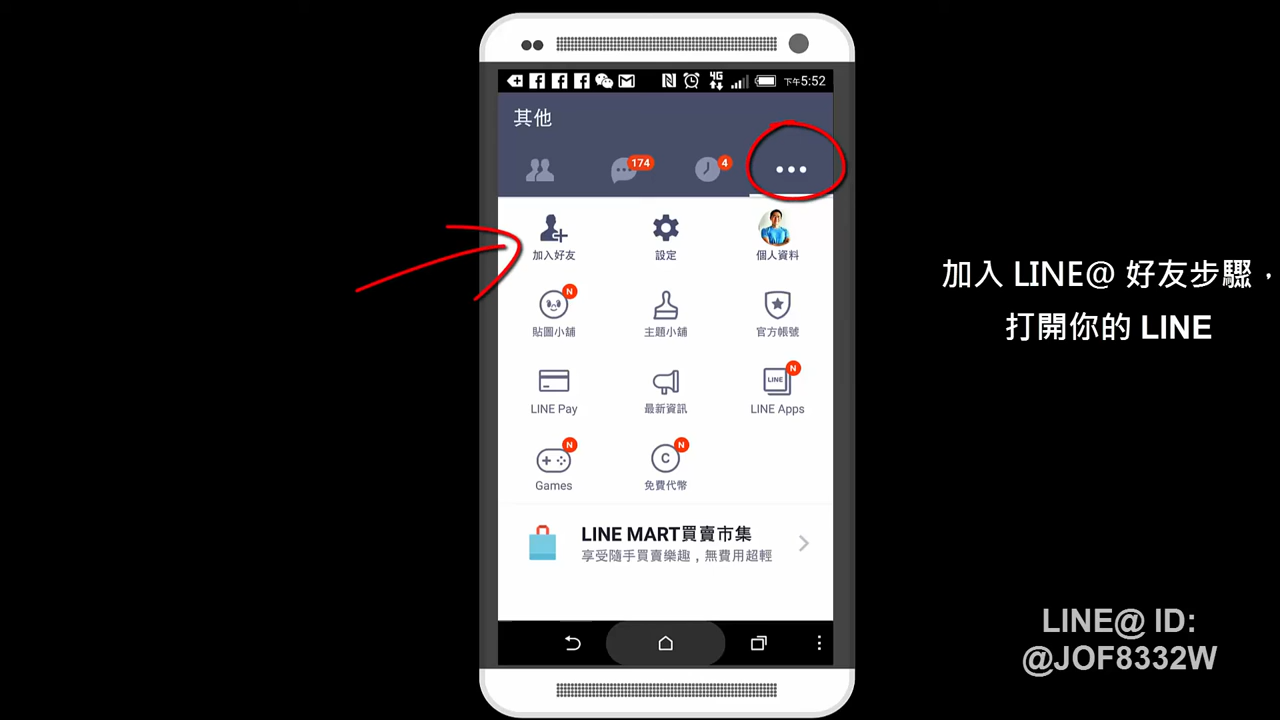 下午5:52
其他
174
4
加入好友
設定
個人資料
N
貼圖小舖
主題小舖
官方帳號
N
LINE
LINE Pay
最新資訊
LINE Apps
N
N
C
Games
免費代幣
LINE MART買賣市集
享受隨手買賣樂趣，無費用超輕
加入 LINE@ 好友步驟，
打開你的 LINE
LINE@ ID:
@JOF8332W